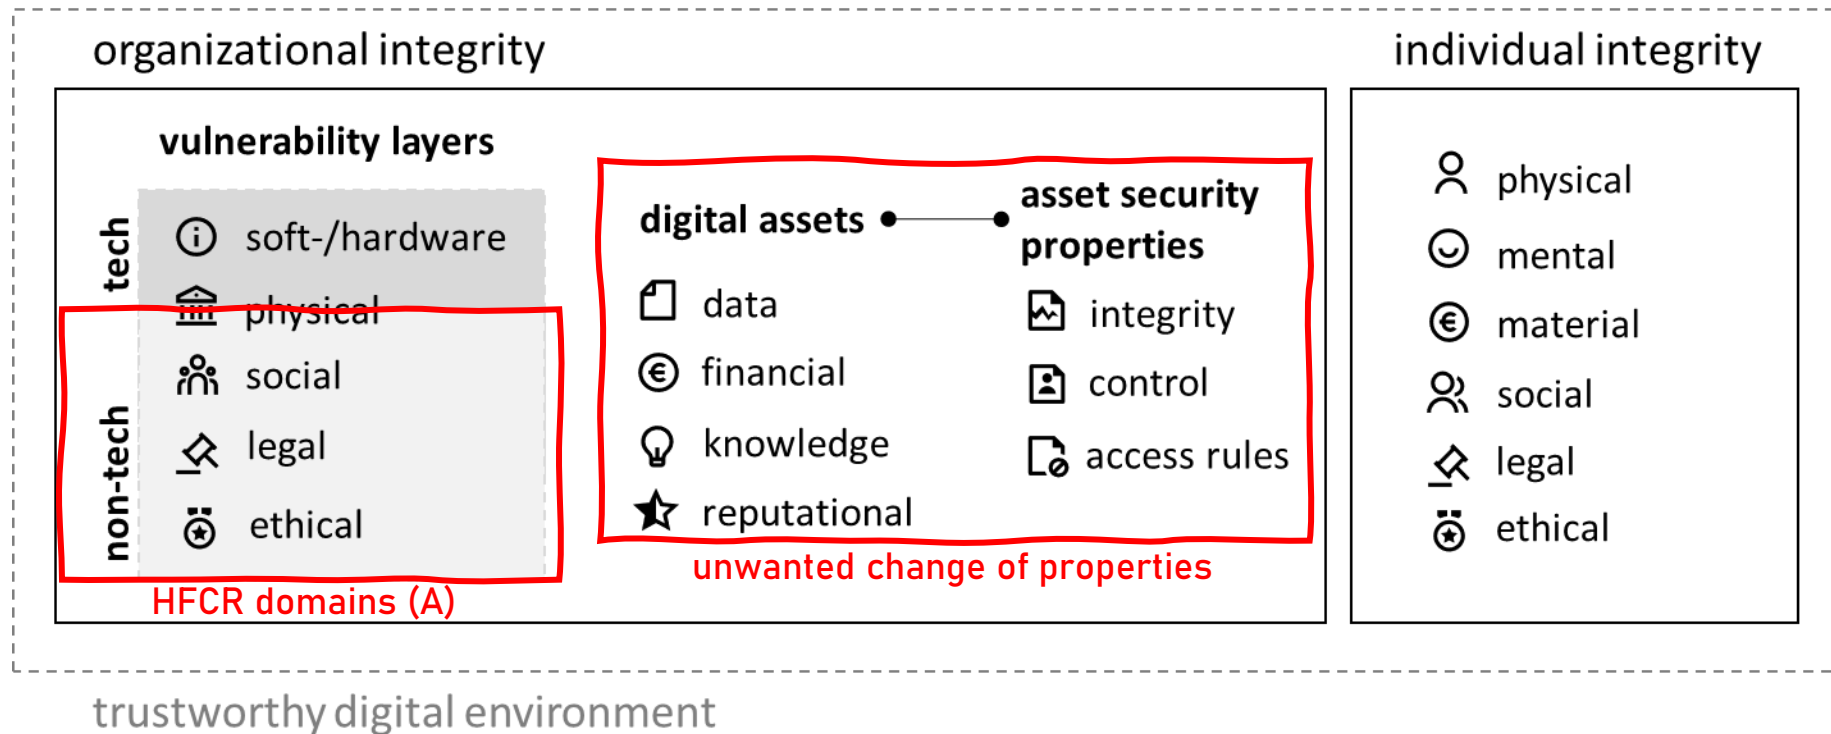 organizational integrity
individual integrity
vulnerability layers
tech
soft-/hardware
physical
non-tech
social
legal
ethical
HFCR domains (A)
digital assets
data
financial
knowledge
reputational
asset security
properties
integrity
control
access rules
unwanted change of properties
physical
mental
material
social
legal
ethical
trustworthy digital environment